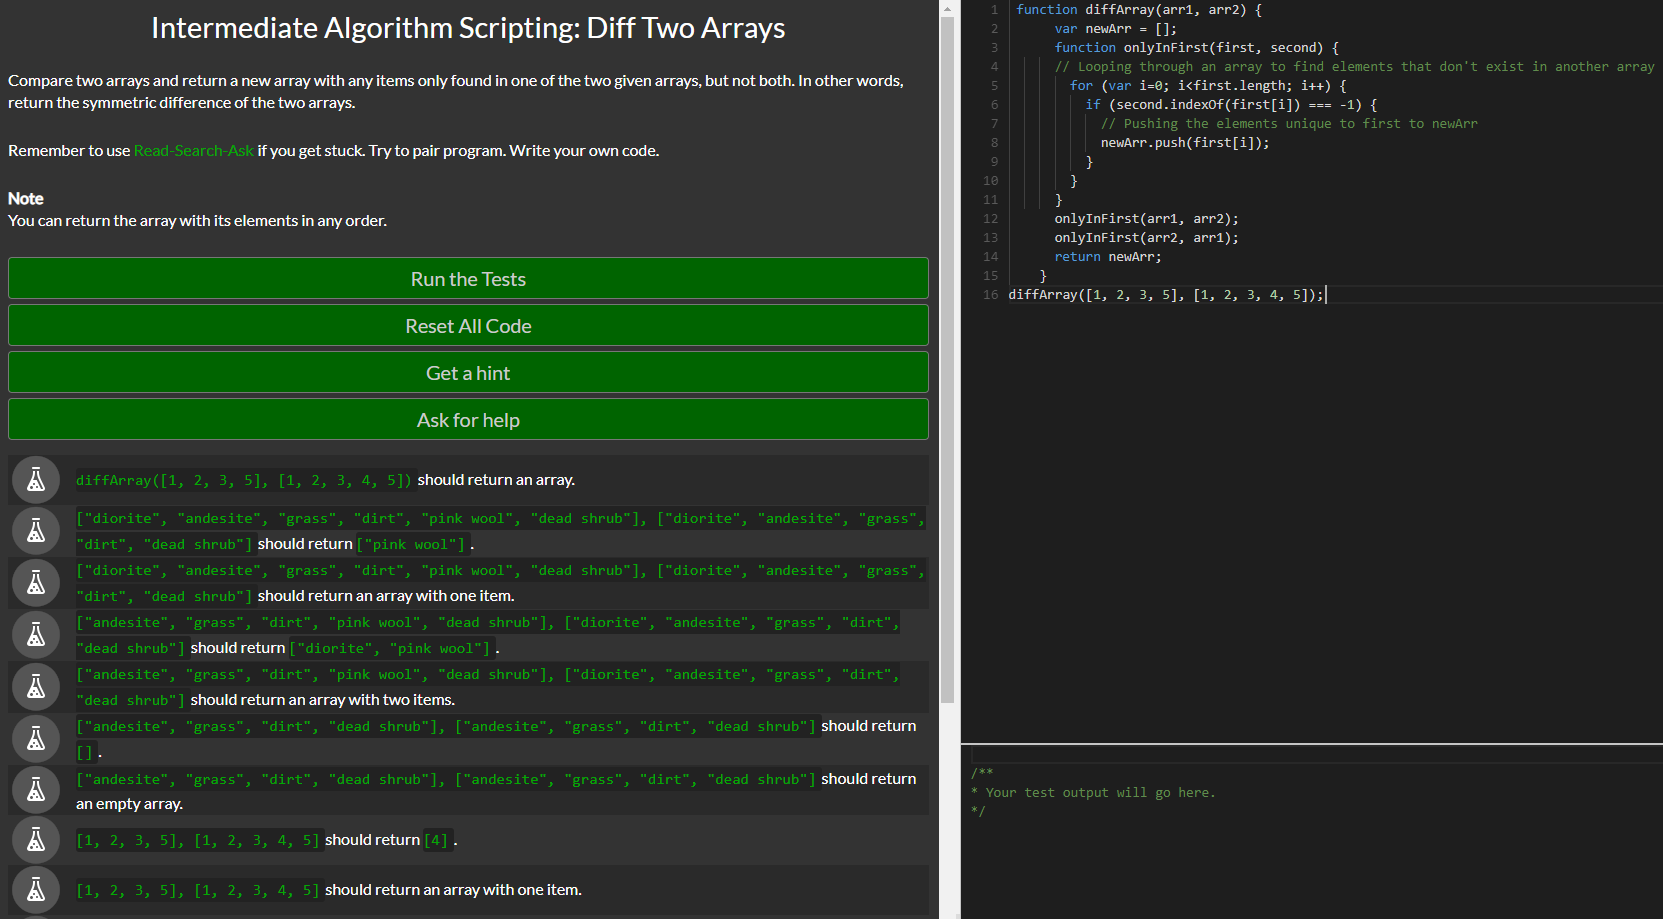 Intermediate Algorithm Scripting: Diff Two Arrays
Compare two arrays and return a new array with any items only found in one of the two given arrays, but not both. In other words,
return the symmetric difference of the two arrays.
Remember to use Read-Search-Ask if you get stuck. Try to pair program. Write your own code.
Note
You can return the array with its elements in any order.
Run the Tests
Reset All Code
Get a hint
Ask for help
diffArray([1, 2, 3, 5], [1, 2, 3, 4, 5]) should return an array.
["diorite", "andesite", "grass", "dirt", "pink wool", "dead shrub"], ["diorite", "andesite", "grass",
"dirt", "dead shrub"] should return ["pink wool"] .
["diorite", "andesite", "grass", "dirt", "pink wool", "dead shrub"], ["diorite", "andesite", "grass",
"dirt", "dead shrub"] should return an array with one item.
["andesite", "grass", "dirt", "pink wool", "dead shrub"], ["diorite", "andesite", "grass", "dirt",
"dead shrub"] should return ["diorite", "pink wool"] .
["andesite", "grass", "dirt", "pink wool", "dead shrub"], ["diorite", "andesite", "grass", "dirt",
"dead shrub"] should return an array with two items.
["andesite", "grass", "dirt", "dead shrub"], ["andesite", "grass", "dirt", "dead shrub"] should return
[] .
["andesite", "grass", "dirt", "dead shrub"], ["andesite", "grass", "dirt", "dead shrub"] should return
an empty array.
[1, 2, 3, 5], [1, 2, 3, 4, 5] should return [4] .
[1, 2, 3, 5], [1, 2, 3, 4, 5] should return an array with one item.
1 function diffArray(arr1, arr2) {
2 var newArr = [];
3 function onlyInFirst(first, second) {
4 // Looping through an array to find elements that don't exist in another array
5 for (var i=0; i<first.length; i++) {
6 if (second.indexOf(first[i]) === -1) {
7 // Pushing the elements unique to first to newArr
8 newArr.push(first[i]);
9 }
10 }
11 }
12 onlyInFirst(arr1, arr2);
13 onlyInFirst(arr2, arr1);
14 return newArr;
15 }
16 diffArray([1, 2, 3, 5], [1, 2, 3, 4, 5]);
/**
* Your test output will go here.
*/